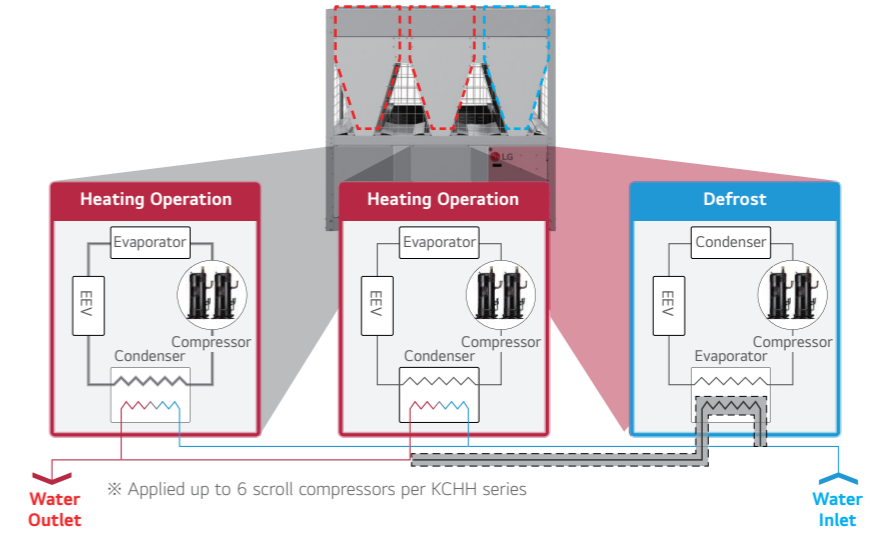 LG
Heating Operation
Evaporator
EEV
Compressor
Condenser
Heating Operation
Evaporator
EEV
Compressor
Condenser
Defrost
Condenser
EEV
Compressor
Evaporator
Water
Outlet
※ Applied up to 6 scroll compressors per KCHH series
Water
Inlet